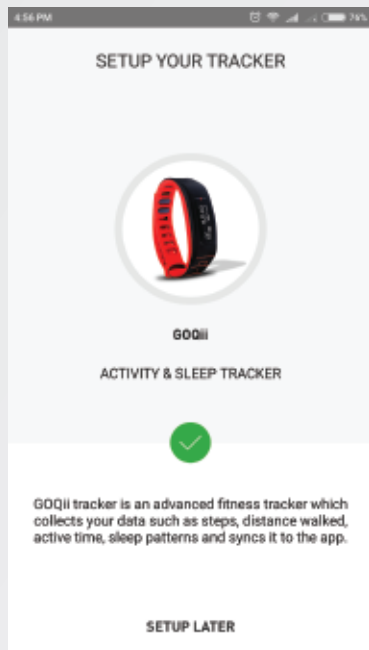 4:56 PM 76%
SETUP YOUR TRACKER
GOQii
ACTIVITY & SLEEP TRACKER
GOQii tracker is an advanced fitness tracker which
collects your data such as steps, distance walked,
active time, sleep patterns and syncs it to the app.
SETUP LATER